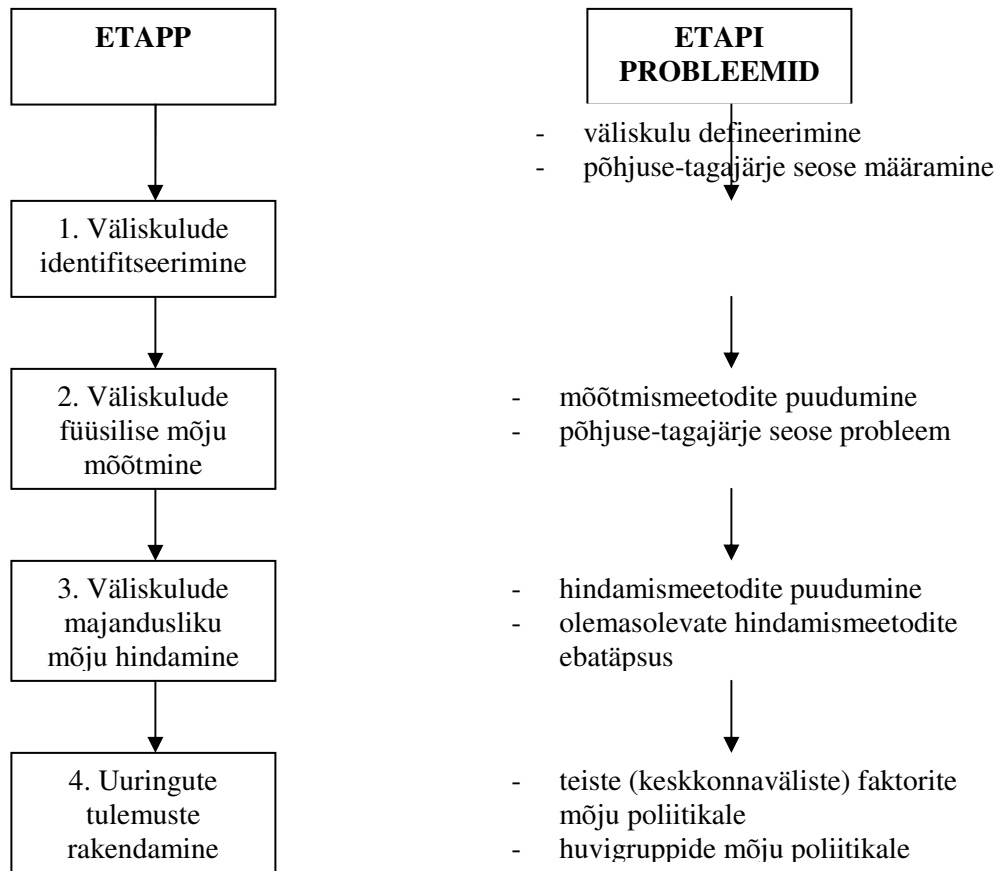 ETAPP
ETAPI
PROBLEEMID
- väliskulu defineerimine
- põhjuse-tagajärje seose määramine
1. Väliskulude
identifitseerimine
2. Väliskulude
füüsilise mõju
mõõtmine
- mõõtmismeetodite puudumine
- põhjuse-tagajärje seose probleem
3. Väliskulude
majandusliku
mõju hindamine
- hindamismeetodite puudumine
- olemasolevate hindamismeetodite
ebatäpsus
4. Uuringute
tulemuste
rakendamine
- teiste (keskkonnaväliste) faktorite
mõju poliitikale
- huvigruppide mõju poliitikale